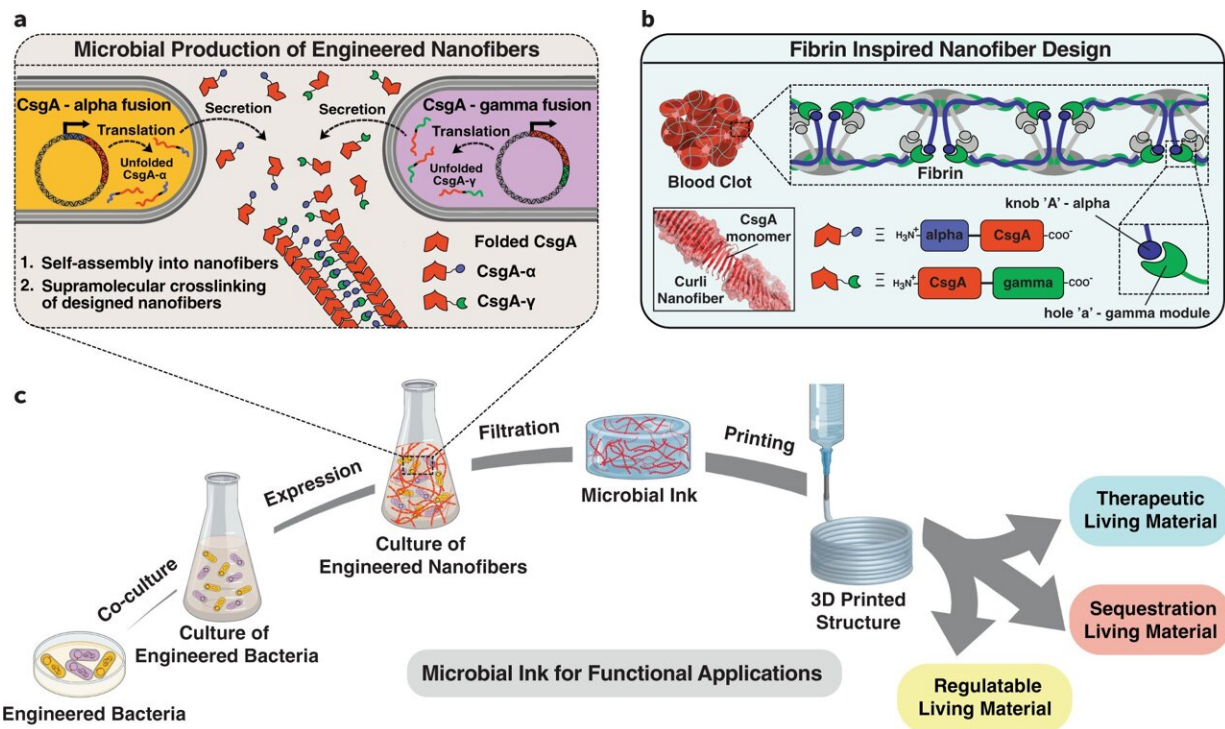 a
Microbial Production of Engineered Nanofibers
CsgA - alpha fusion
Translation
Unfolded
CsgA-α
Secretion
Secretion
CsgA - gamma fusion
Translation
Unfolded
CsgA-γ
1. Self-assembly into nanofibers
2. Supramolecular crosslinking
of designed nanofibers
Folded CsgA
CsgA-α
CsgA-γ
b
Fibrin Inspired Nanofiber Design
Blood Clot
Fibrin
CsgA
monomer
Curli
Nanofiber
knob 'A' - alpha
Ξ H₃N⁺ alpha CsgA COO⁻
Ξ H₃N⁺ CsgA gamma COO⁻
hole 'a' - gamma module
c
Engineered Bacteria
Co-culture
Culture of
Engineered Bacteria
Expression
Culture of
Engineered Nanofibers
Filtration
Microbial Ink
Printing
3D Printed
Structure
Therapeutic
Living Material
Sequestration
Living Material
Regulatable
Living Material
Microbial Ink for Functional Applications